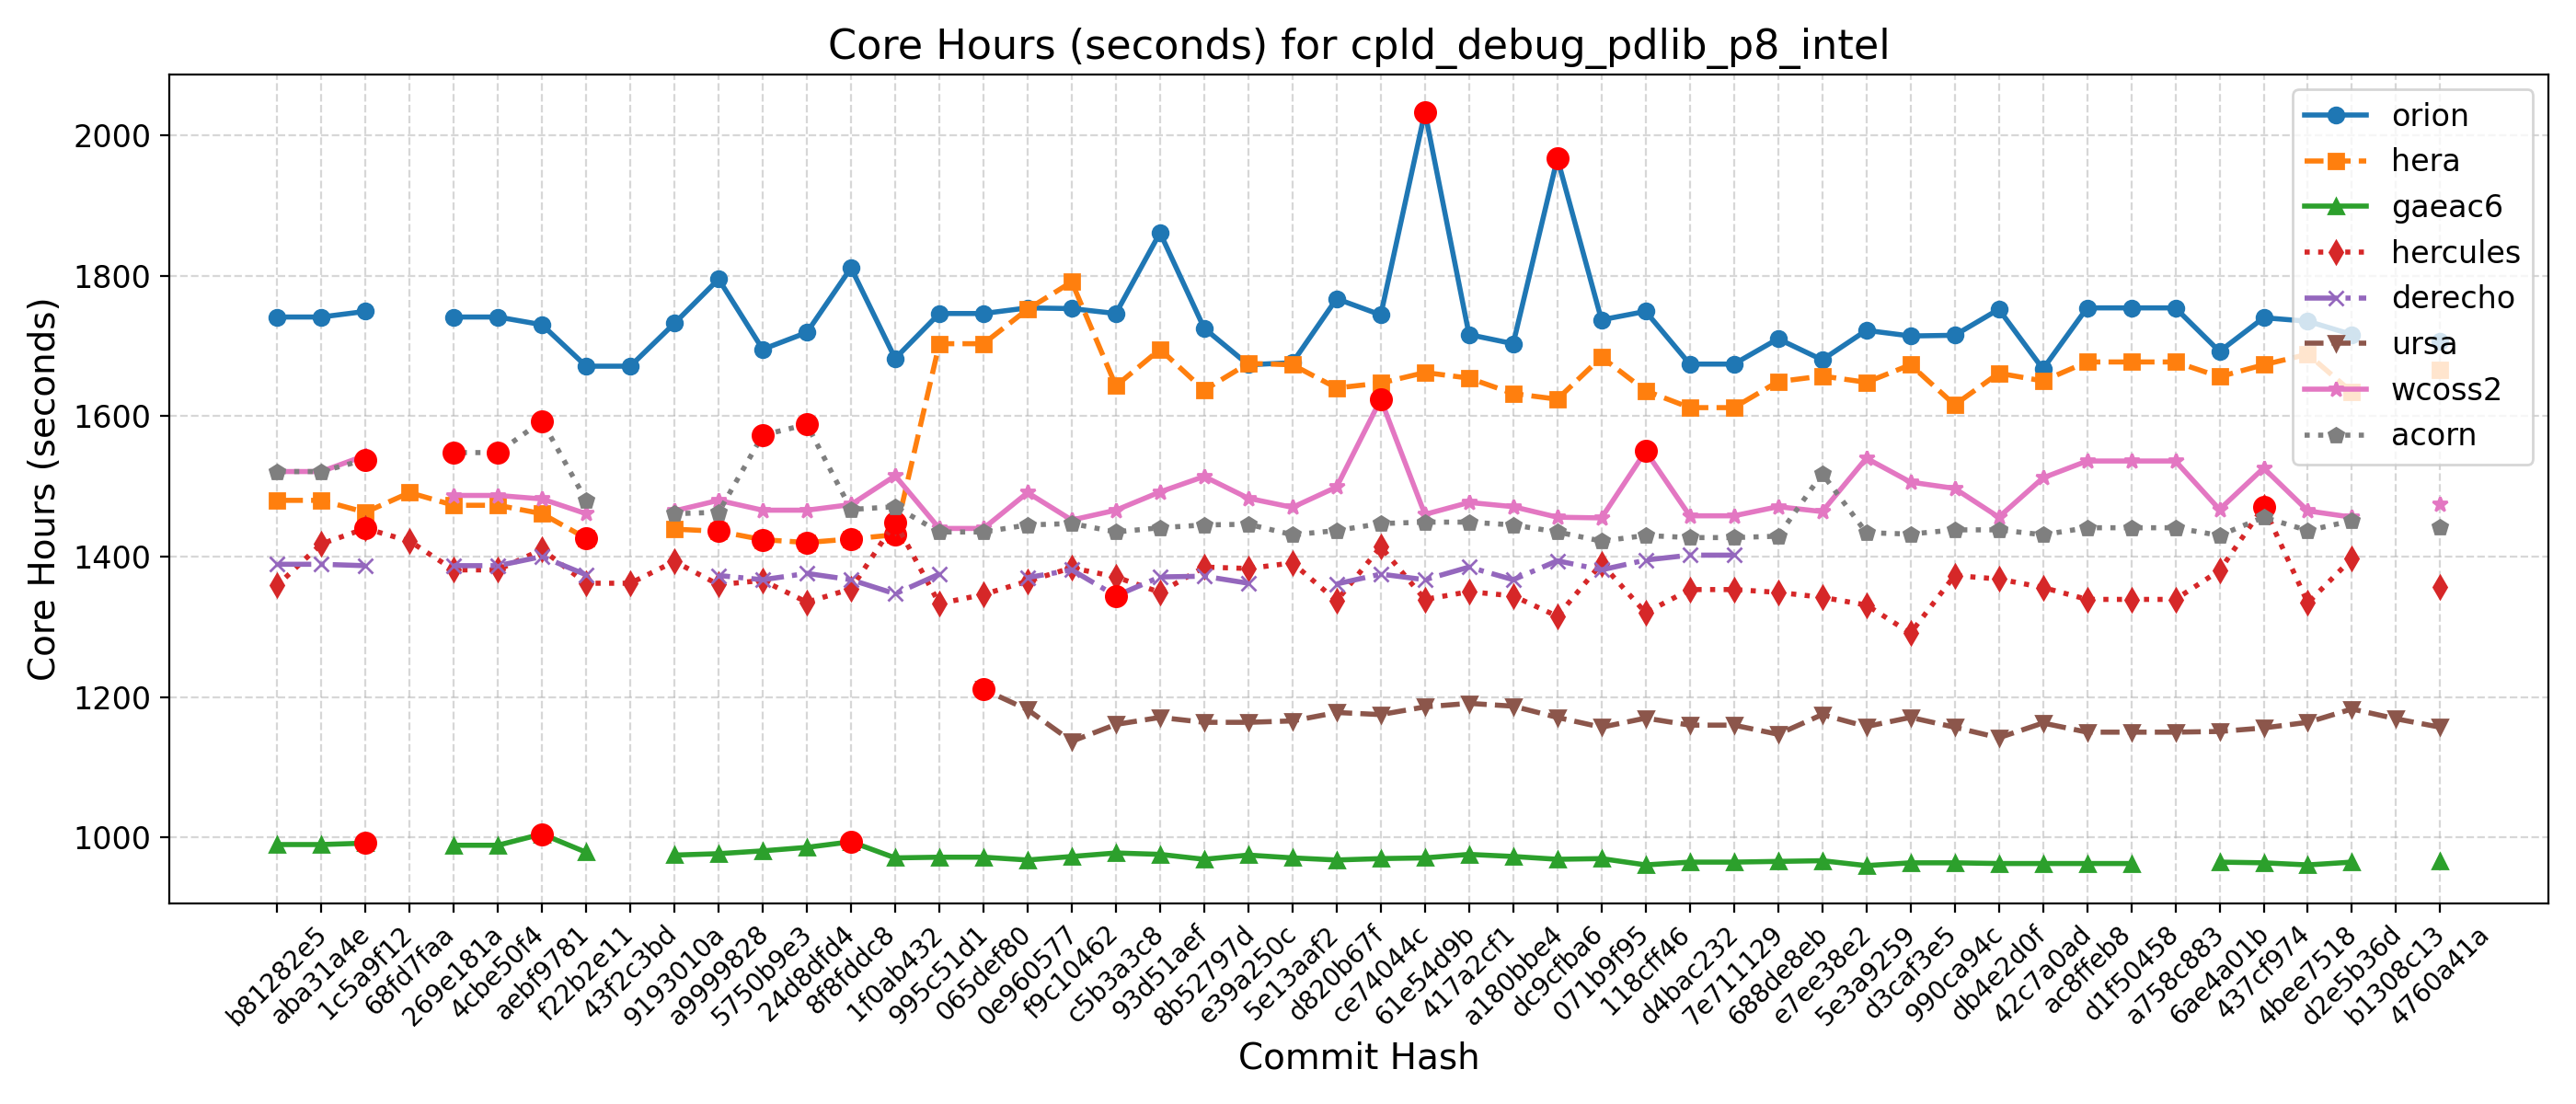 Core Hours (seconds) for cpld_debug_pdlib_p8_intel
Core Hours (seconds)
2000
1800
1600
1400
1200
1000
orion
hera
gaeac6
hercules
derecho
ursa
wcoss2
acorn
b81282e5
aba31a4e
1c5a9f12
68fd7faa
269e181a
4cbe50f4
aebf9781
f22b2e11
43f2c3bd
9193010a
a9999828
5750b9e3
24d8dfd4
8f8fddc8
1f0ab432
995c51d1
065def80
0e960577
f9c10462
c5b3a3c8
93d51aef
8b52797d
e39a250c
5e13aaf2
d820b67f
ce74044c
61e54d9b
417a2cf1
a180bbe4
dc9cfba6
071b9f95
118cff46
d4bac232
7e711129
688de8eb
e7ee38e2
5e3a9259
d3caf3e5
990ca94c
db4e2d0f
42c7a0ad
ac8ffeb8
d1f50458
a758c883
6ae4a01b
437cf974
4bee7518
d2e5b36d
b1308c13
4760a41a
Commit Hash